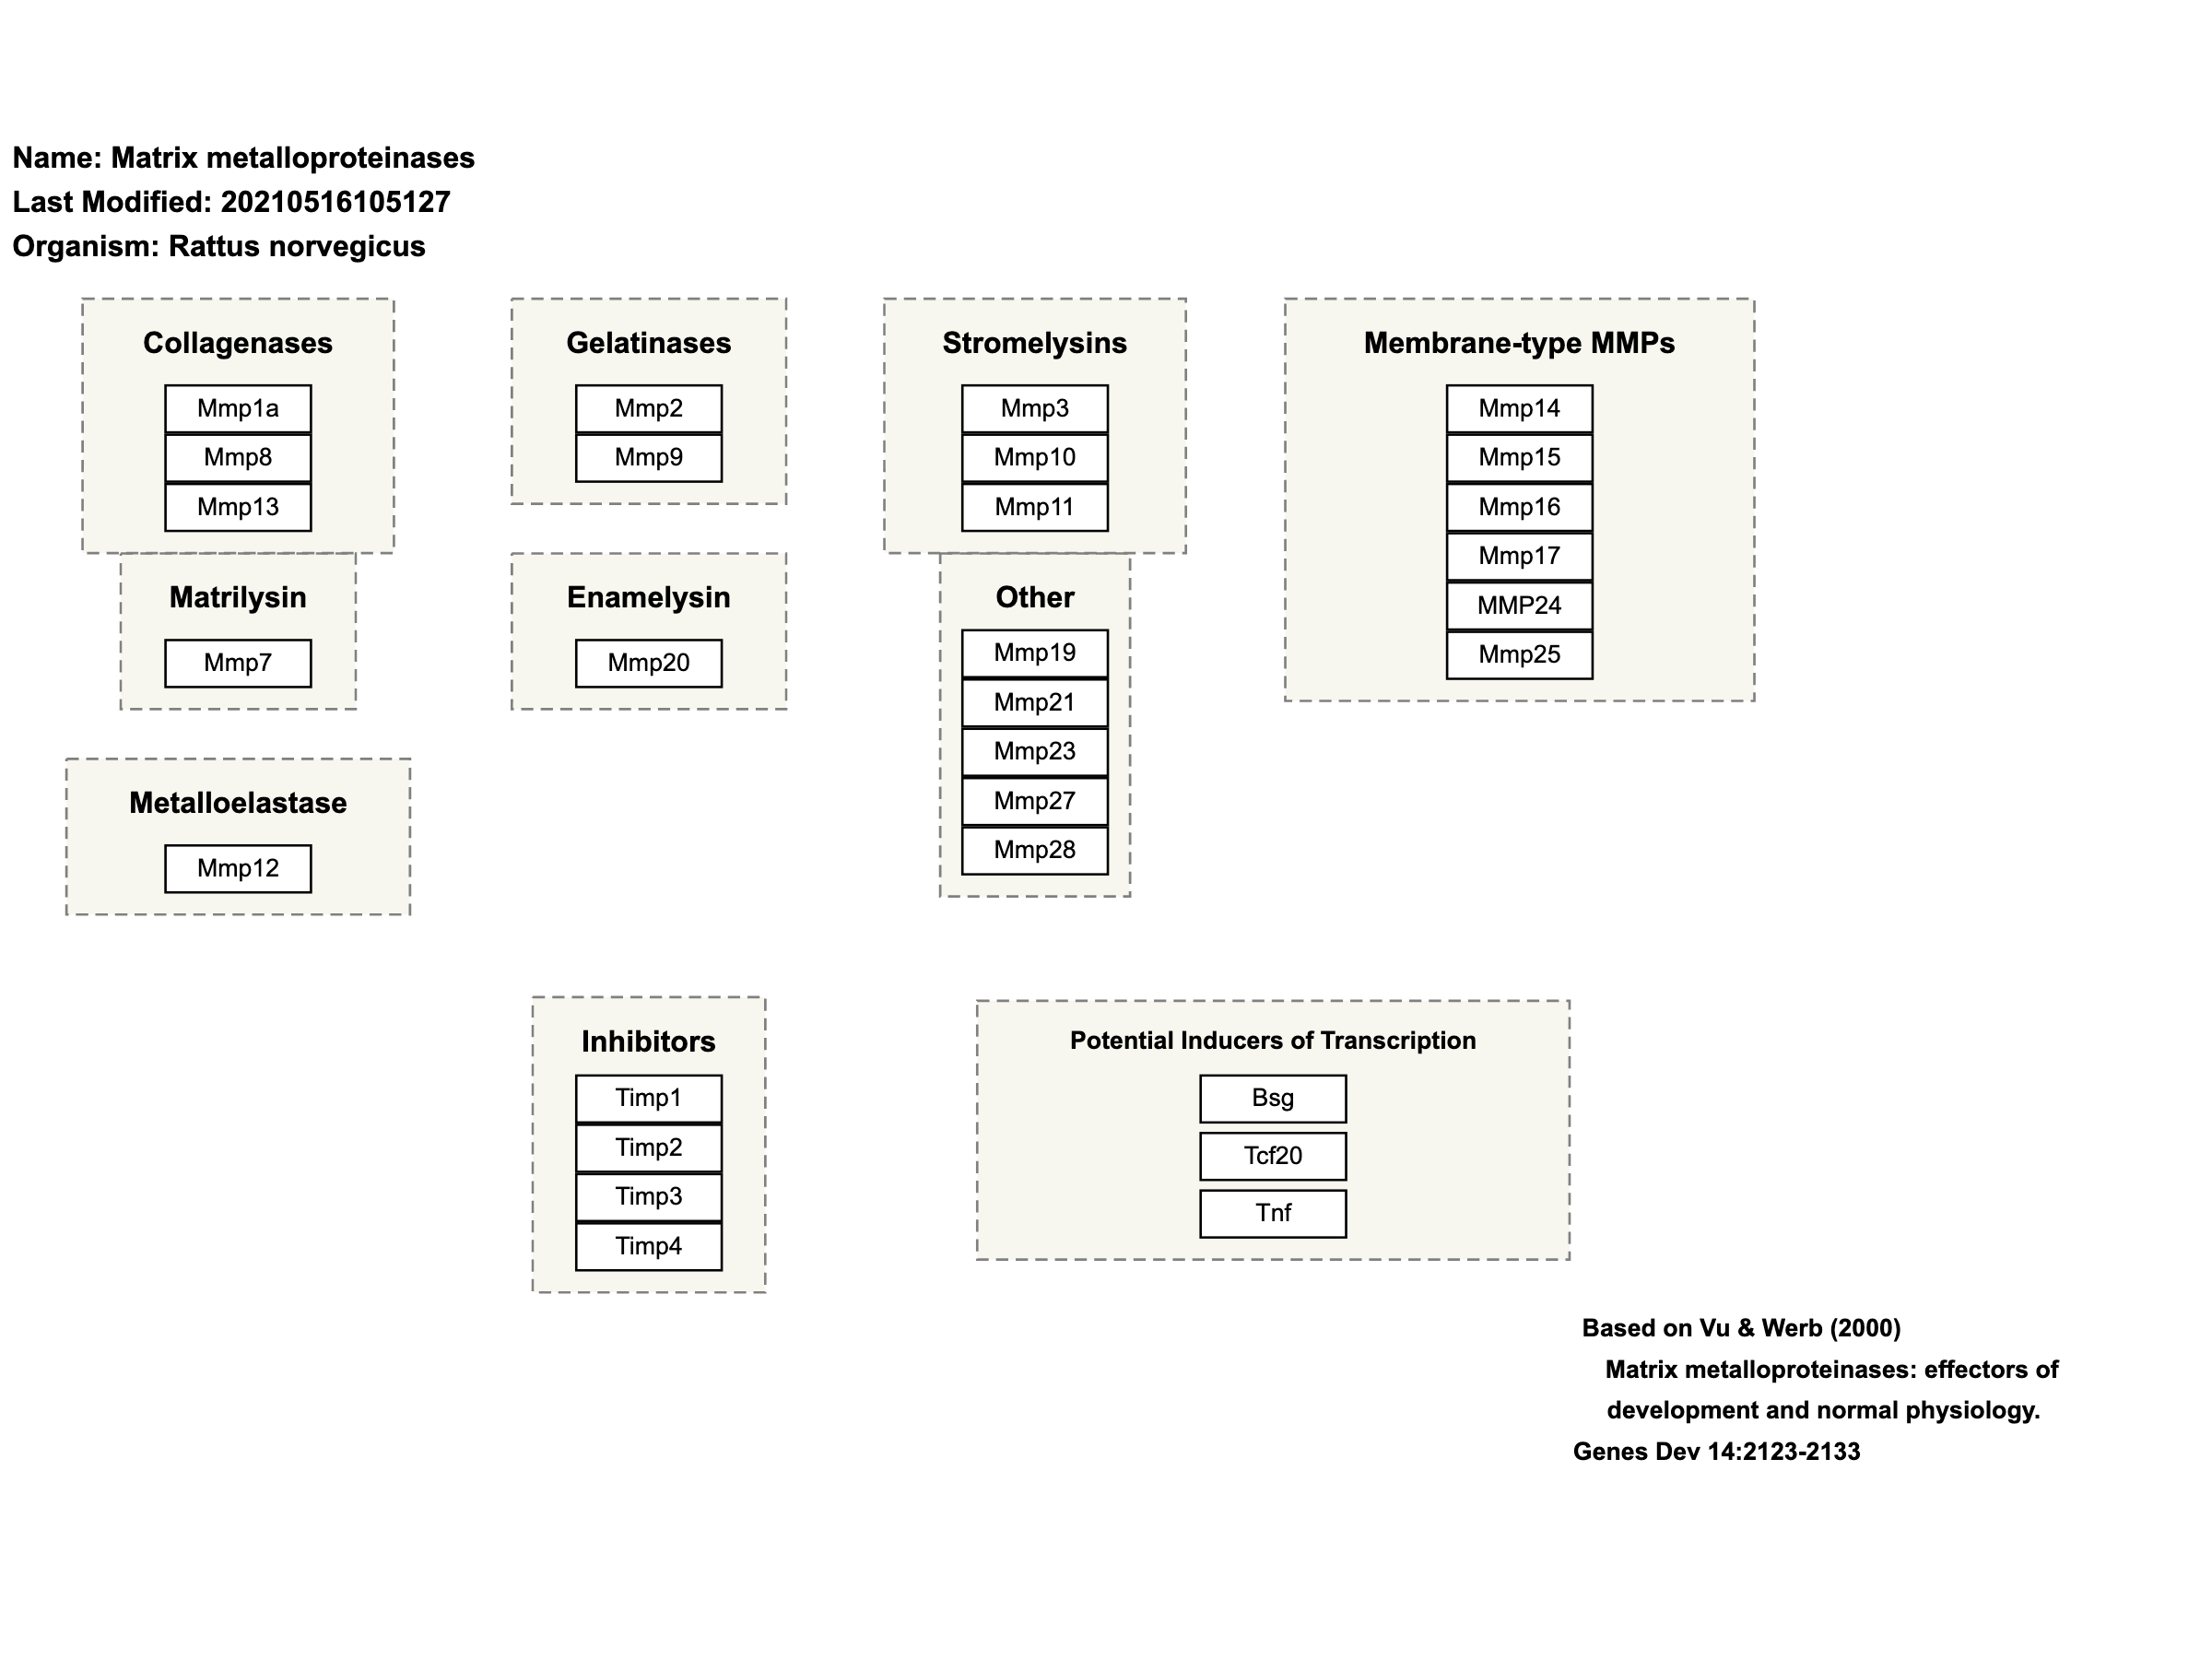 Name: Matrix metalloproteinases
Last Modified: 20210516105127
Organism: Rattus norvegicus
Collagenases
Mmp1a
Mmp8
Mmp13
Gelatinases
Mmp2
Mmp9
Stromelysins
Mmp3
Mmp10
Mmp11
Membrane-type MMPs
Mmp14
Mmp15
Mmp16
Mmp17
MMP24
Mmp25
Matrilysin
Mmp7
Enamelysin
Mmp20
Other
Mmp19
Mmp21
Mmp23
Mmp27
Mmp28
Metalloelastase
Mmp12
Inhibitors
Timp1
Timp2
Timp3
Timp4
Potential Inducers of Transcription
Bsg
Tcf20
Tnf
Based on Vu & Werb (2000)
Matrix metalloproteinases: effectors of
development and normal physiology.
Genes Dev 14:2123-2133